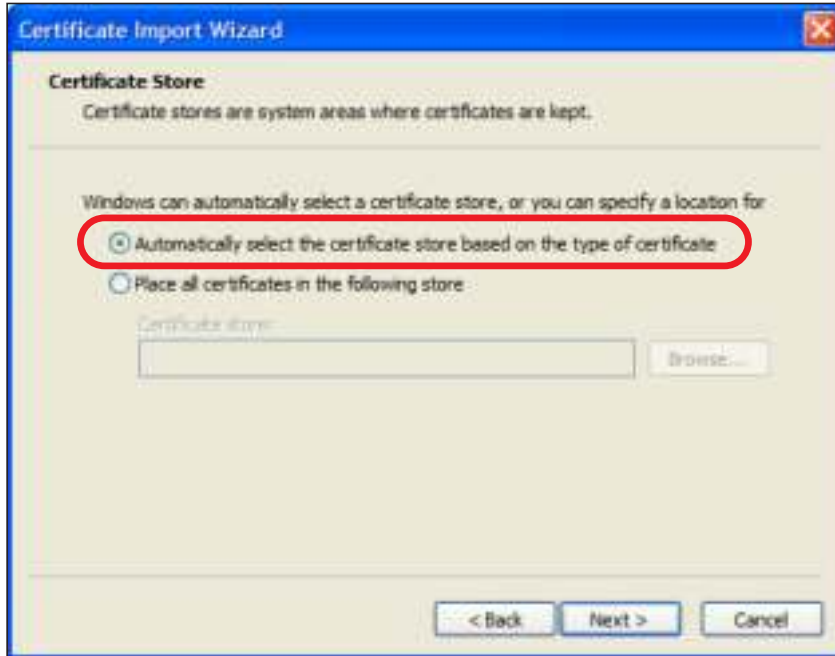 Certificate Import Wizard
Certificate Store
Certificate stores are system areas where certificates are kept.
Windows can automatically select a certificate store, or you can specify a location for
Automatically select the certificate store based on the type of certificate
Place all certificates in the following store
Certificate store:
Browse...
< Back
Next >
Cancel